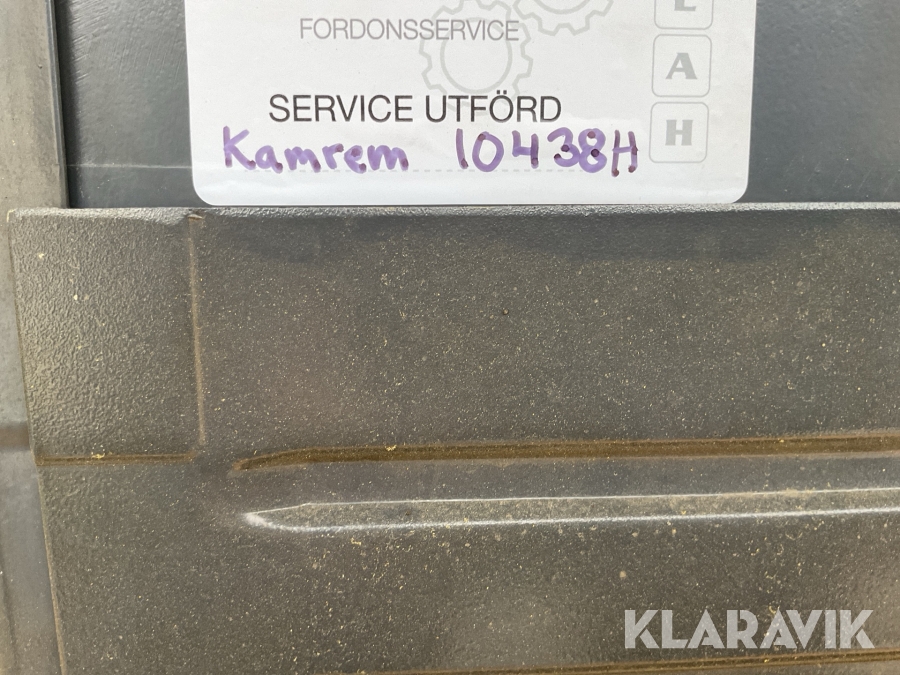 FORDONSSERVICE
L
A
SERVICE UTFÖRD
H
Kamrem 10438H
KLARAVIK